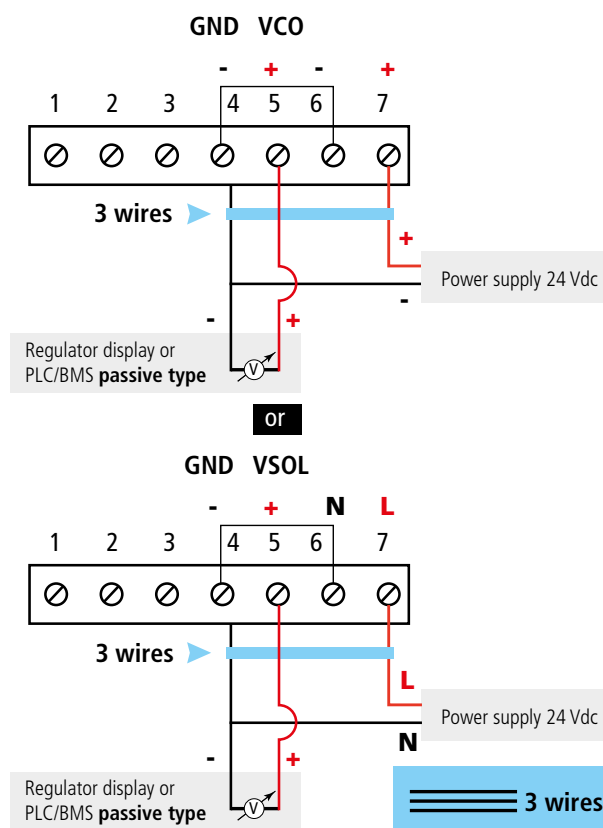 GND VCO
- + - +
1 2 3 4 5 6 7
3 wires
+
Power supply 24 Vdc
-
- +
Regulator display or
PLC/BMS passive type
V
or
GND VSOL
- + N L
1 2 3 4 5 6 7
3 wires
L
Power supply 24 Vdc
N
- +
Regulator display or
PLC/BMS passive type
V
3 wires